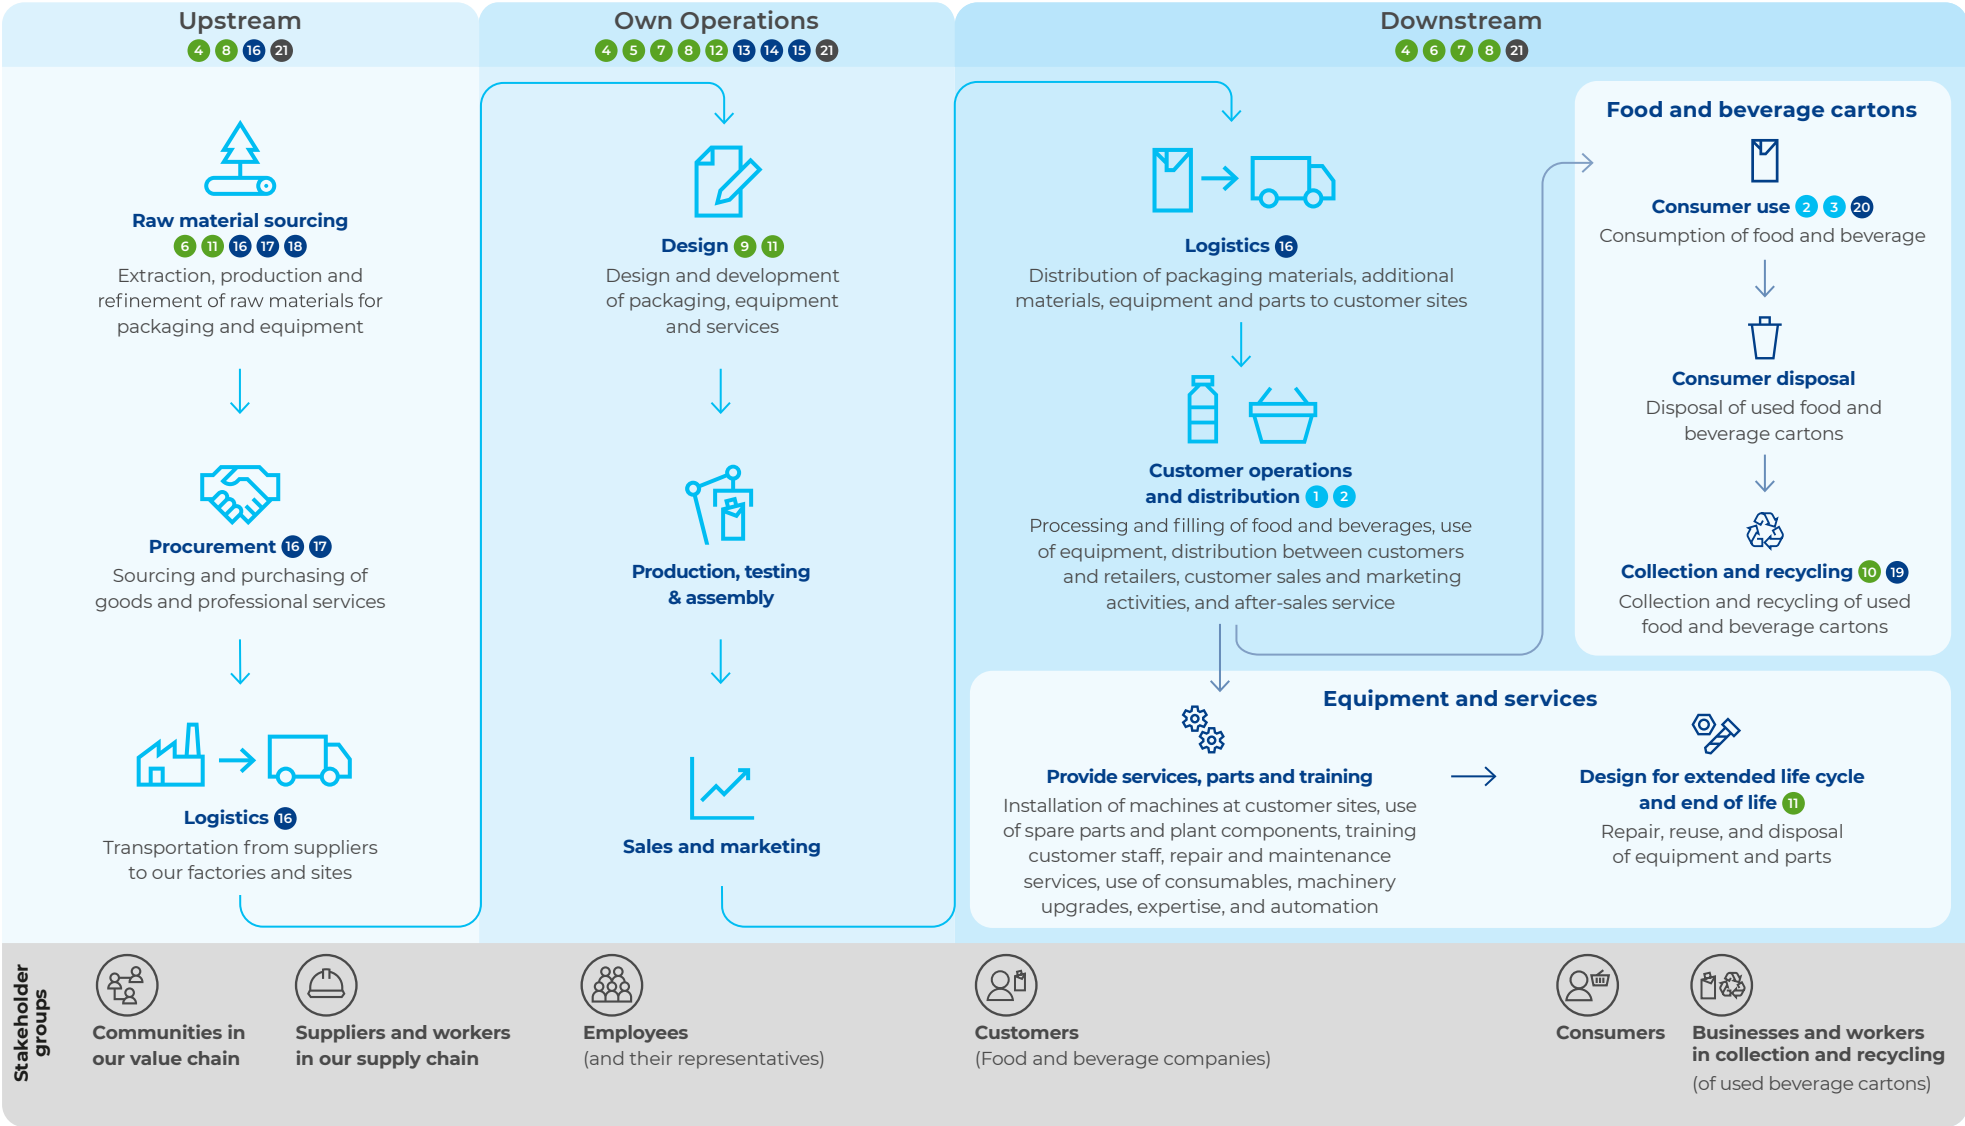 Upstream
4 8 16 21
Raw material sourcing
6 11 16 17 18
Extraction, production and
refinement of raw materials for
packaging and equipment
Procurement 16 17
Sourcing and purchasing of
goods and professional services
Logistics 16
Transportation from suppliers
to our factories and sites
Own Operations
4 5 7 8 12 13 14 15 21
Design 9 11
Design and development
of packaging, equipment
and services
Production, testing
& assembly
Sales and marketing
Downstream
4 6 7 8 21
Logistics 16
Distribution of packaging materials, additional
materials, equipment and parts to customer sites
Customer operations
and distribution 1 2
Processing and filling of food and beverages, use
of equipment, distribution between customers
and retailers, customer sales and marketing
activities, and after-sales service
Food and beverage cartons
Consumer use 2 3 20
Consumption of food and beverage
Consumer disposal
Disposal of used food and
beverage cartons
Collection and recycling 10 19
Collection and recycling of used
food and beverage cartons
Equipment and services
Provide services, parts and training
Installation of machines at customer sites, use
of spare parts and plant components, training
customer staff, repair and maintenance
services, use of consumables, machinery
upgrades, expertise, and automation
Design for extended life cycle
and end of life 11
Repair, reuse, and disposal
of equipment and parts
Stakeholder
groups
Communities in
our value chain
Suppliers and workers
in our supply chain
Employees
(and their representatives)
Customers
(Food and beverage companies)
Consumers
Businesses and workers
in collection and recycling
(of used beverage cartons)